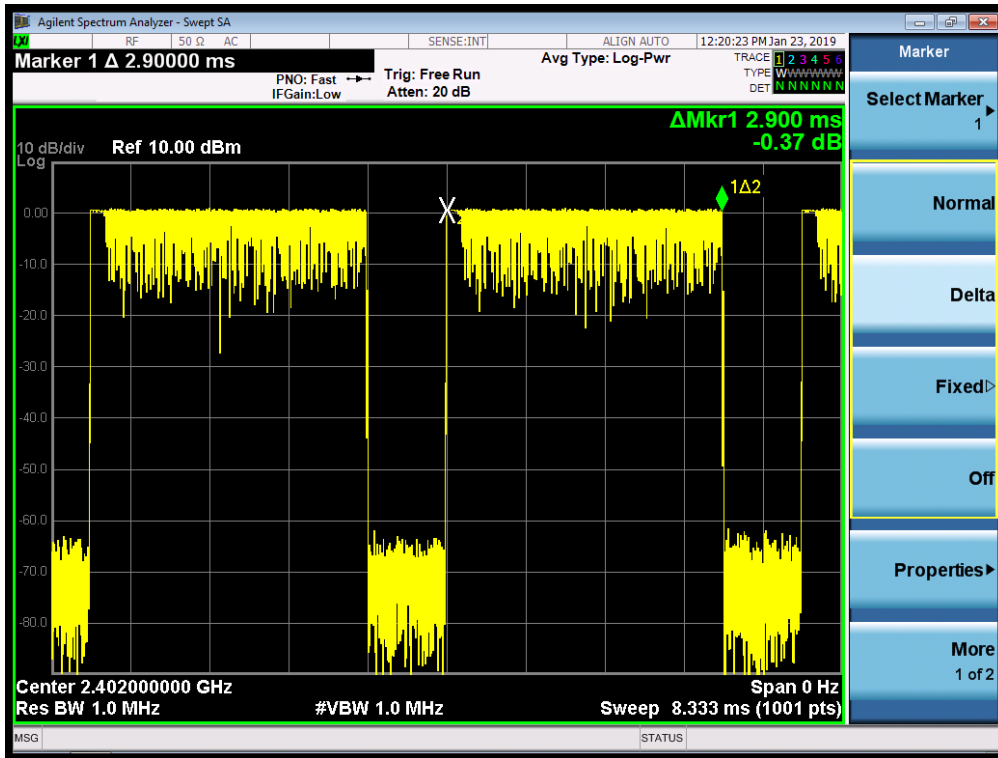 Agilent Spectrum Analyzer - Swept SA
LXI RF 50 Ω AC SENSE:INT ALIGN AUTO 12:20:23 PM Jan 23, 2019
Marker 1 Δ 2.90000 ms
PNO: Fast
IFGain:Low
Trig: Free Run
Atten: 20 dB
Avg Type: Log-Pwr
TRACE 1 2 3 4 5 6
TYPE WWWWWW
DET N N N N N N
ΔMkr1 2.900 ms
-0.37 dB
10 dB/div Ref 10.00 dBm
Log
1Δ2
0.00
-10.0
-20.0
-30.0
-40.0
-50.0
-60.0
-70.0
-80.0
Center 2.402000000 GHz Span 0 Hz
Res BW 1.0 MHz #VBW 1.0 MHz Sweep 8.333 ms (1001 pts)
MSG STATUS
Marker
Select Marker
1
Normal
Delta
Fixed
Off
Properties
More
1 of 2